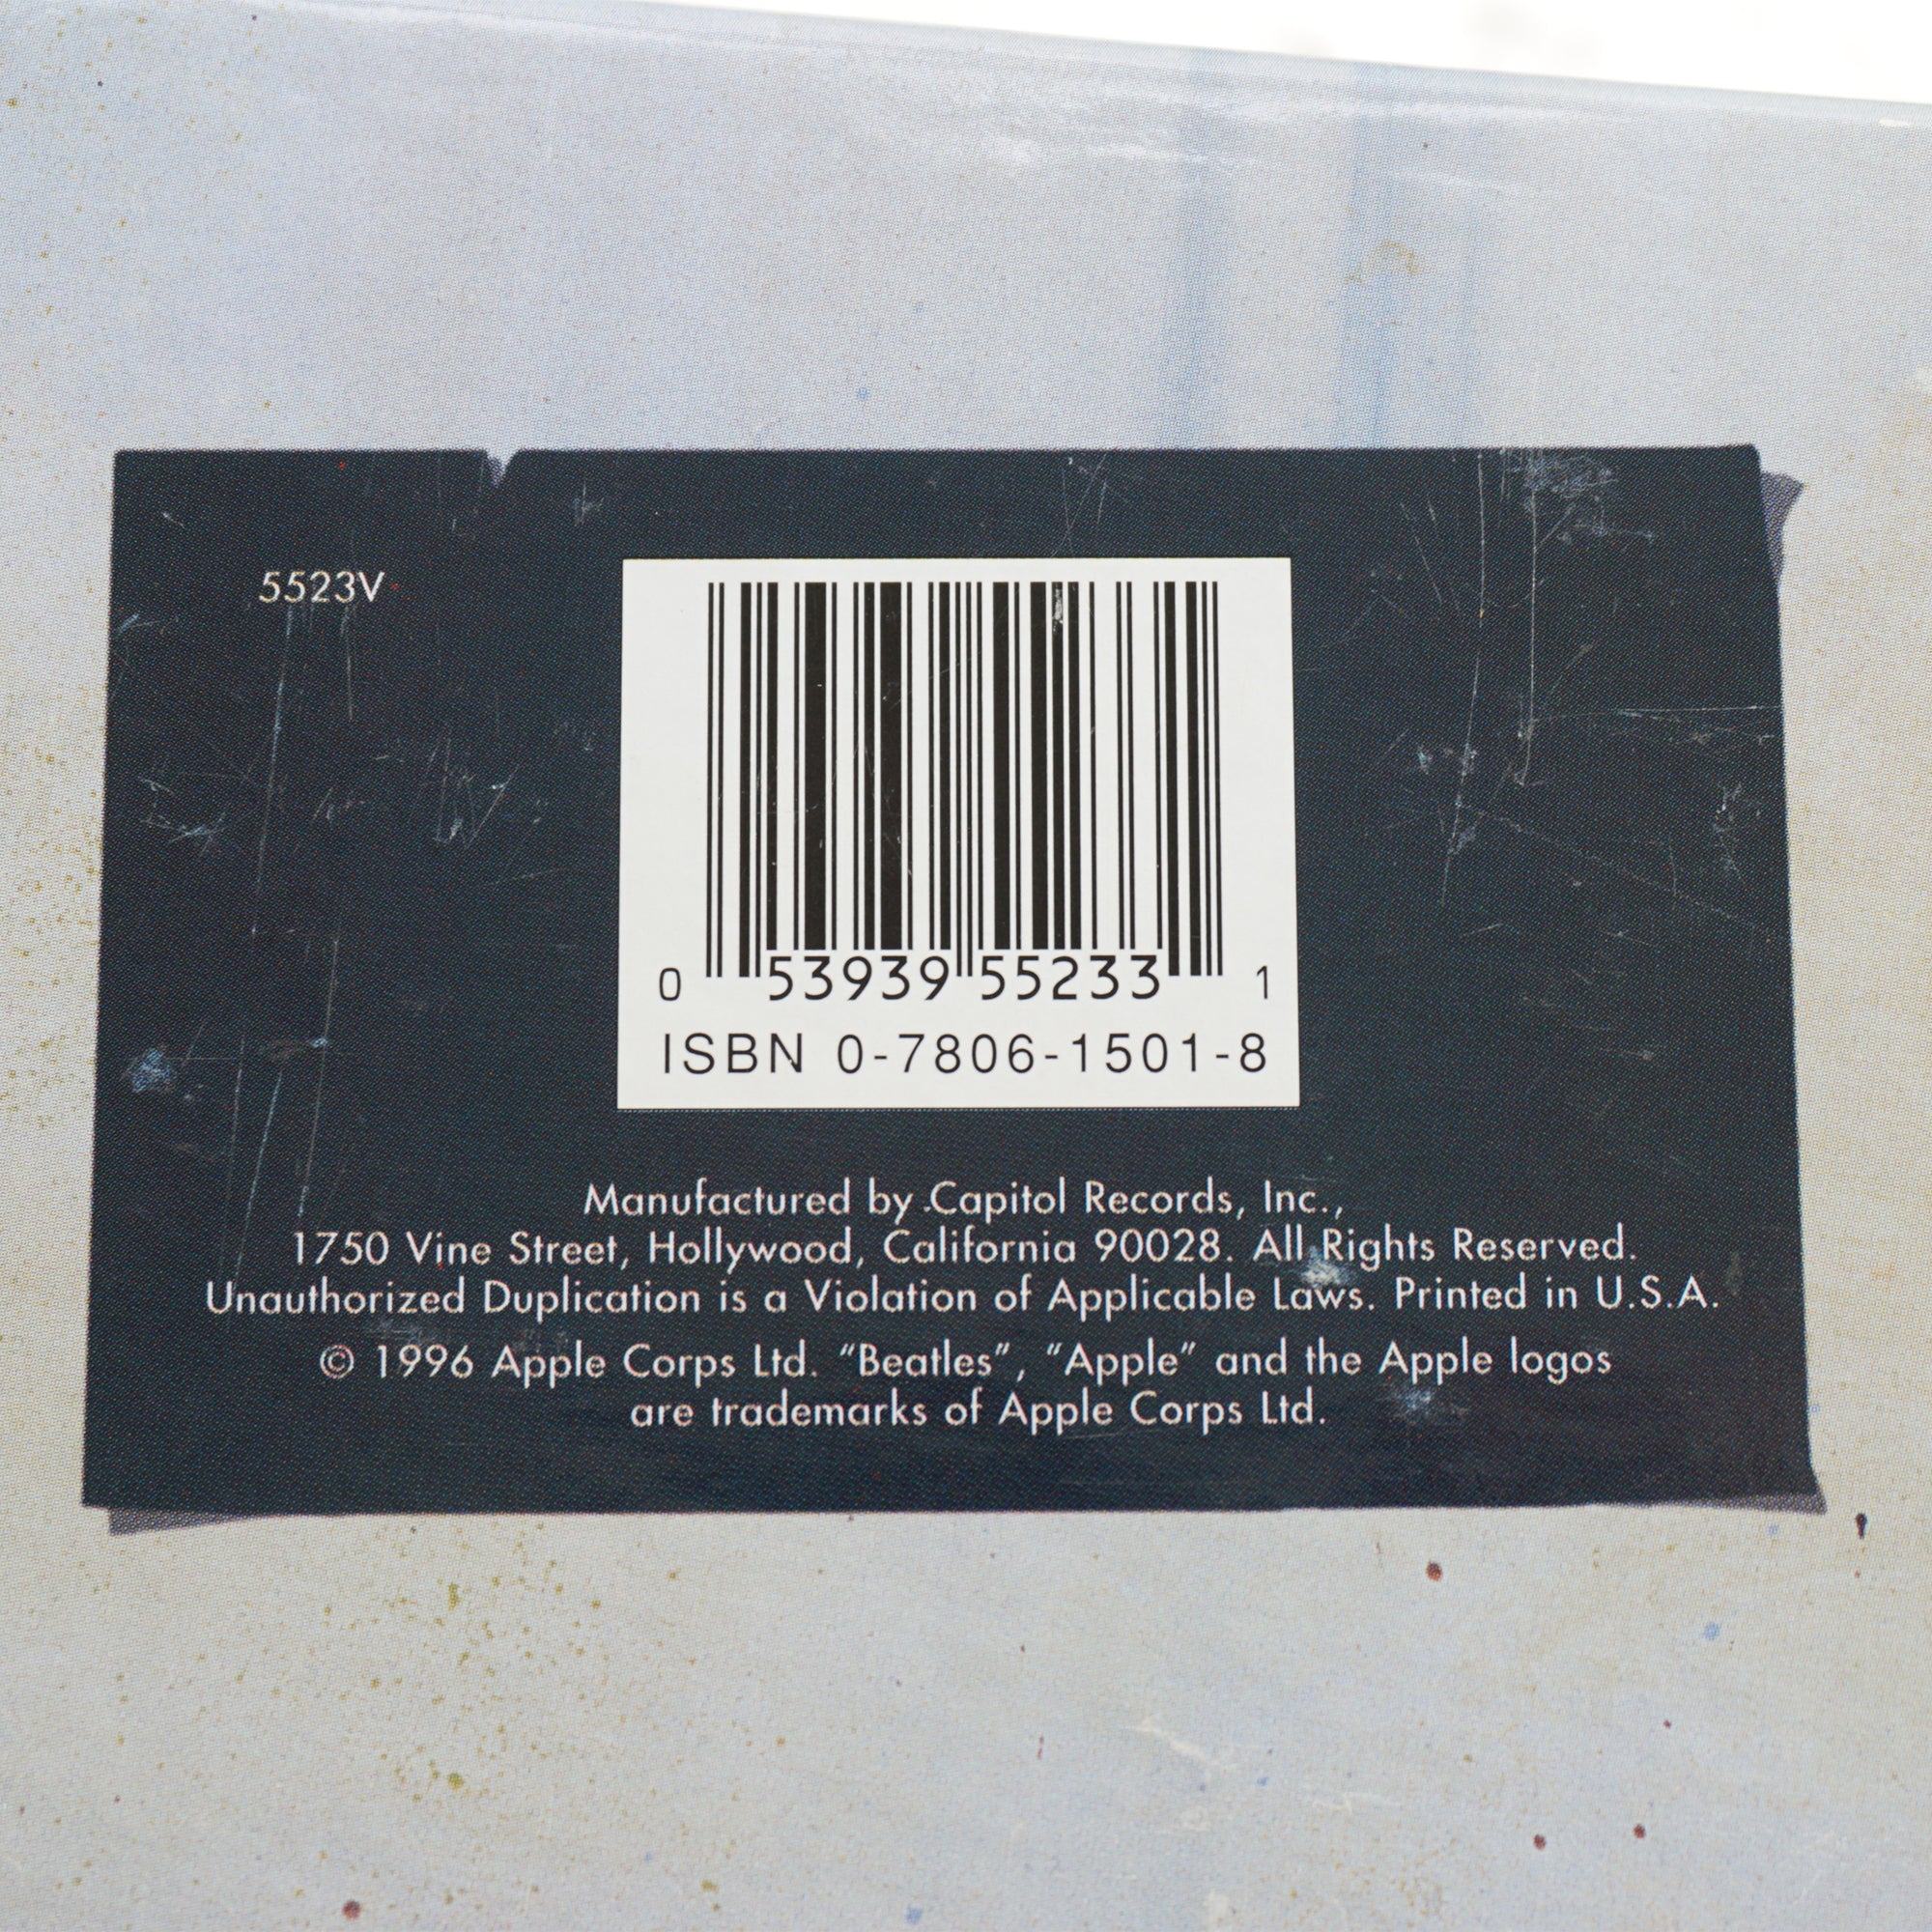 5523V
0 53939 55233 1
ISBN 0-7806-1501-8
Manufactured by Capitol Records, Inc.,
1750 Vine Street, Hollywood, California 90028. All Rights Reserved.
Unauthorized Duplication is a Violation of Applicable Laws. Printed in U.S.A.
© 1996 Apple Corps Ltd. "Beatles", "Apple" and the Apple logos
are trademarks of Apple Corps Ltd.